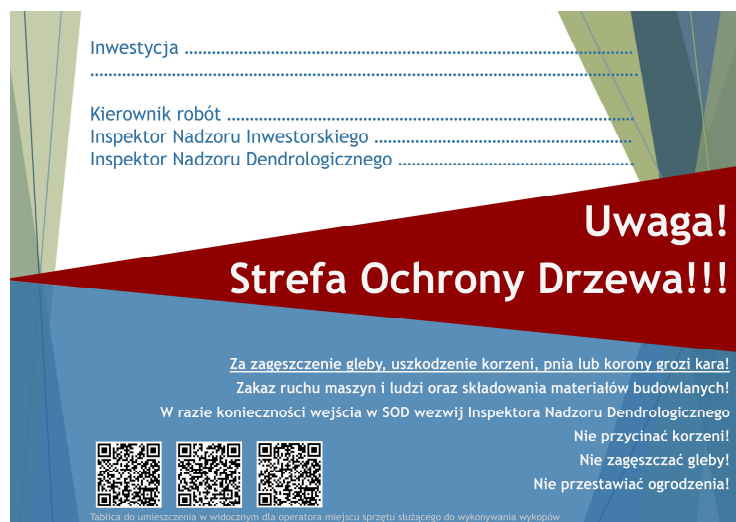 Inwestycja ................................................................................
................................................................................................
Kierownik robót ........................................................................
Inspektor Nadzoru Inwestorskiego ..............................................
Inspektor Nadzoru Dendrologicznego ..........................................
Uwaga!
Strefa Ochrony Drzewa!!!
Za zagęszczenie gleby, uszkodzenie korzeni, pnia lub korony grozi kara!
Zakaz ruchu maszyn i ludzi oraz składowania materiałów budowlanych!
W razie konieczności wejścia w SOD wezwij Inspektora Nadzoru Dendrologicznego
Nie przycinać korzeni!
Nie zagęszczać gleby!
Nie przestawiać ogrodzenia!
Tablica do umieszczenia w widocznym dla operatora miejscu sprzętu służącego do wykonywania wykopów